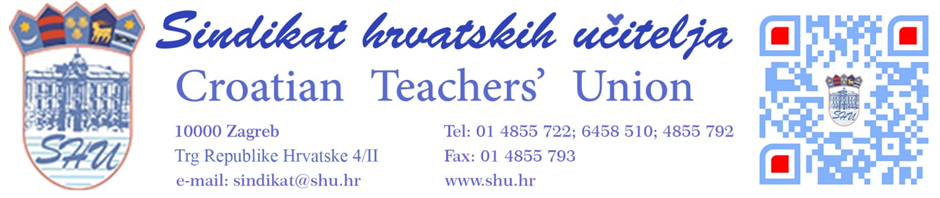 Sindikat hrvatskih učitelja
Croatian Teachers’ Union
10000 Zagreb
Trg Republike Hrvatske 4/II
e-mail: sindikat@shu.hr
Tel: 01 4855 722; 6458 510; 4855 792
Fax: 01 4855 793
www.shu.hr
SHU